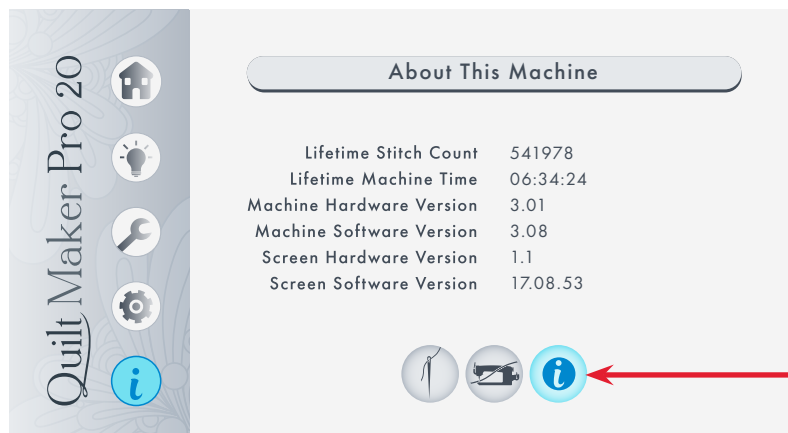 Quilt Maker Pro 20
About This Machine
Lifetime Stitch Count 541978
Lifetime Machine Time 06:34:24
Machine Hardware Version 3.01
Machine Software Version 3.08
Screen Hardware Version 1.1
Screen Software Version 17.08.53
i
i